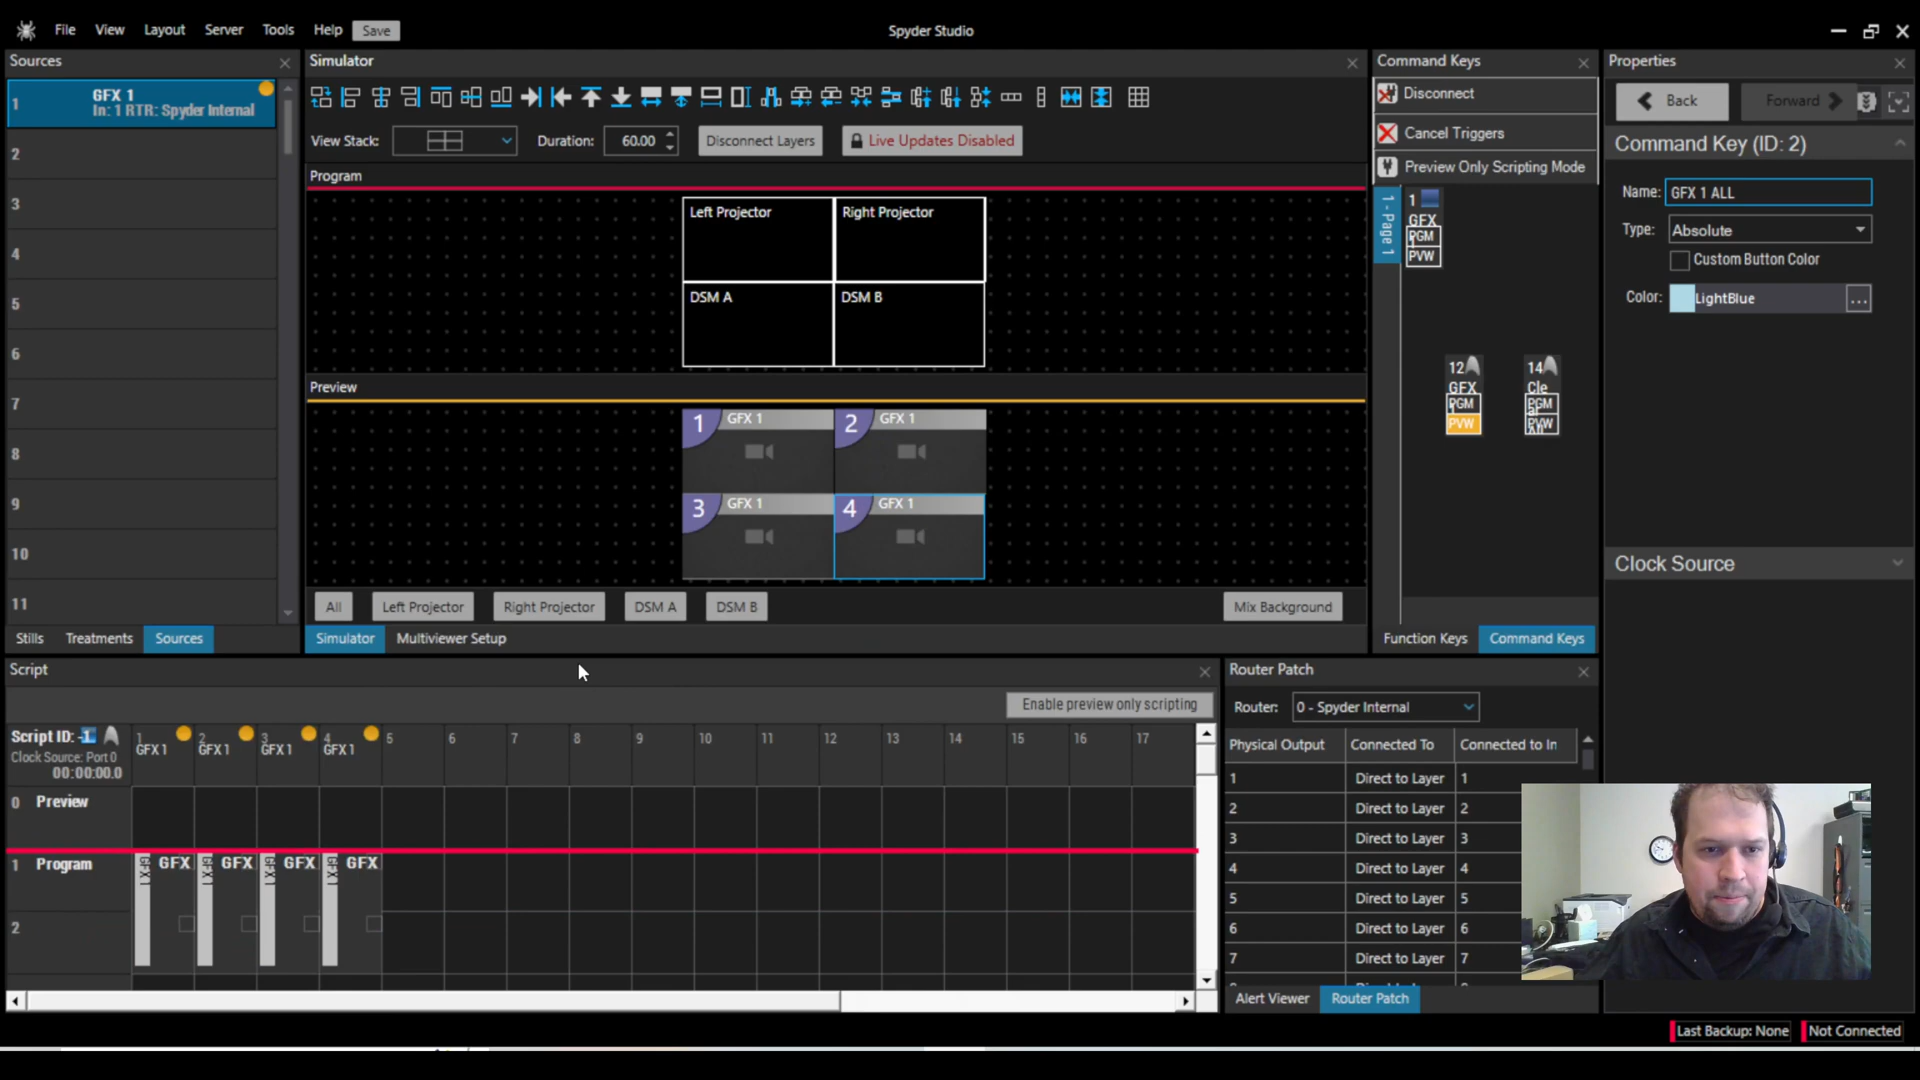 File View Layout Server Tools Help Save
Spyder Studio
Sources
1
GFX 1
In: 1 RTR: Spyder Internal
2
3
4
5
6
7
8
9
10
11
Stills Treatments Sources
Simulator
View Stack:
Duration: 60.00
Disconnect Layers
Live Updates Disabled
Program
Left Projector
Right Projector
DSM A
DSM B
Preview
1 GFX 1
2 GFX 1
3 GFX 1
4 GFX 1
All Left Projector Right Projector DSM A DSM B Mix Background
Simulator Multiviewer Setup
Command Keys
Disconnect
Cancel Triggers
Preview Only Scripting Mode
1 - Page 1
1
GFX
PGM
PVW
12
GFX
PGM
PVW
14
Cle
PGM
PVW
Function Keys Command Keys
Properties
Back Forward
Command Key (ID: 2)
Name: GFX 1 ALL
Type: Absolute
Custom Button Color
Color: LightBlue ...
Clock Source
Script
Enable preview only scripting
Script ID: -1
Clock Source: Port 0
00:00:00.0
1 2 3 4 5 6 7 8 9 10 11 12 13 14 15 16 17
GFX 1 GFX 1 GFX 1 GFX 1
0 Preview
1 Program
GFX 1 GFX GFX 1 GFX GFX 1 GFX GFX 1 GFX
2
Router Patch
Router: 0 - Spyder Internal
Physical Output Connected To Connected to In
1 Direct to Layer 1
2 Direct to Layer 2
3 Direct to Layer 3
4 Direct to Layer 4
5 Direct to Layer 5
6 Direct to Layer 6
7 Direct to Layer 7
Alert Viewer Router Patch
Last Backup: None Not Connected